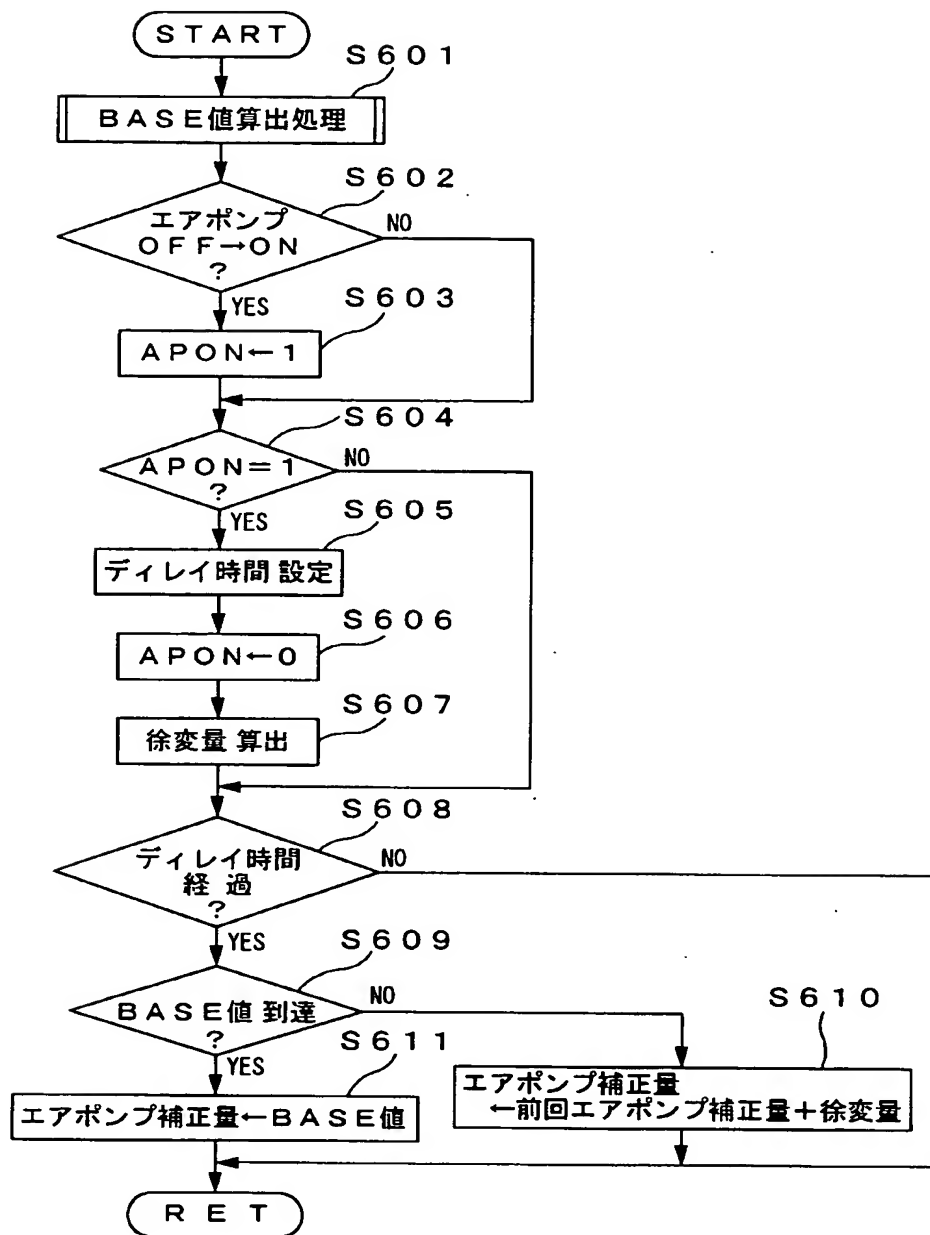 START
S601
BASE値算出処理
S602
エアポンプ
OFF→ON
?
NO
YES
S603
APON←1
S604
APON=1
?
NO
YES
S605
ディレイ時間 設定
S606
APON←0
S607
徐変量 算出
S608
ディレイ時間
経 過
?
NO
YES
S609
BASE値 到達
?
NO
YES
S610
エアポンプ補正量
←前回エアポンプ補正量+徐変量
S611
エアポンプ補正量←BASE値
RET